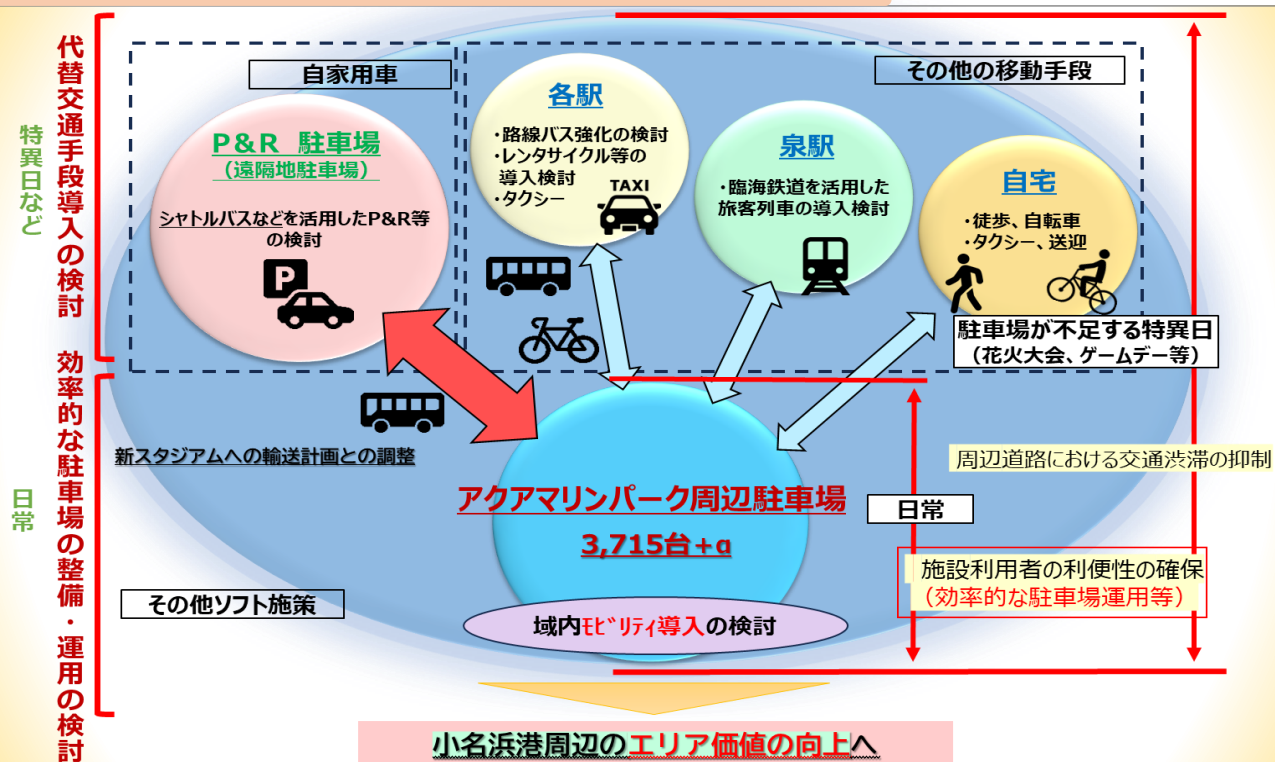 代替交通手段導入の検討
特異日など
自家用車
P&R 駐車場
（遠隔地駐車場）
シャトルバスなどを活用したP&R等
の検討
P
その他の移動手段
各駅
・路線バス強化の検討
・レンタサイクル等の
導入検討
・タクシー
TAXI
泉駅
・臨海鉄道を活用した
旅客列車の導入検討
自宅
・徒歩、自転車
・タクシー、送迎
駐車場が不足する特異日
（花火大会、ゲームデー等）
効率的な駐車場の整備・運用の検討
日常
新スタジアムへの輸送計画との調整
アクアマリンパーク周辺駐車場
3,715台+α
日常
周辺道路における交通渋滞の抑制
施設利用者の利便性の確保
（効率的な駐車場運用等）
その他ソフト施策
域内ﾓﾋﾞﾘﾃｨ導入の検討
小名浜港周辺のエリア価値の向上へ